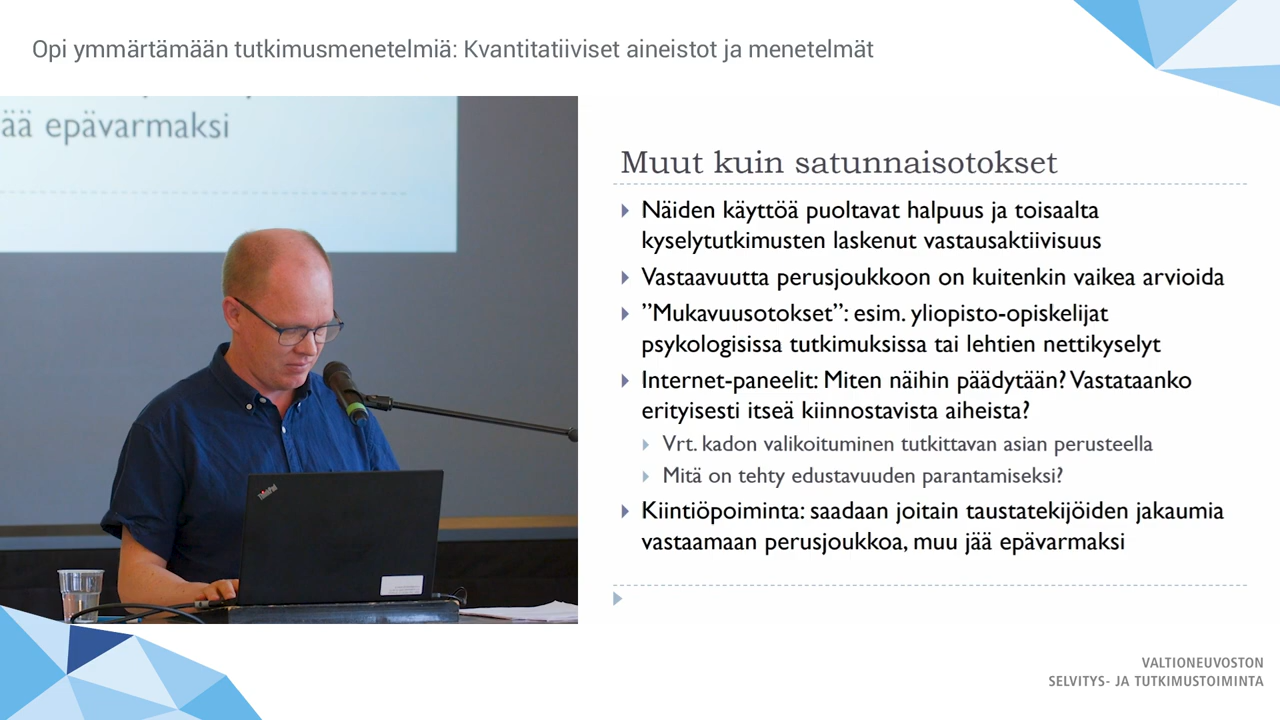 Opi ymmärtämään tutkimusmenetelmiä: Kvantitatiiviset aineistot ja menetelmät
ää epävarmaksi
Muut kuin satunnaisotokset
Näiden käyttöä puoltavat halpuus ja toisaalta
kyselytutkimusten laskenut vastausaktiivisuus
Vastaavuutta perusjoukkoon on kuitenkin vaikea arvioida
”Mukavuusotokset”: esim. yliopisto-opiskelijat
psykologisissa tutkimuksissa tai lehtien nettikyselyt
Internet-paneelit: Miten näihin päädytään? Vastataanko
erityisesti itseä kiinnostavista aiheista?
Vrt. kadon valikoituminen tutkittavan asian perusteella
Mitä on tehty edustavuuden parantamiseksi?
Kiintiöpoiminta: saadaan joitain taustatekijöiden jakaumia
vastaamaan perusjoukkoa, muu jää epävarmaksi
ThinkPad
VALTIONEUVOSTON
SELVITYS- JA TUTKIMUSTOIMINTA